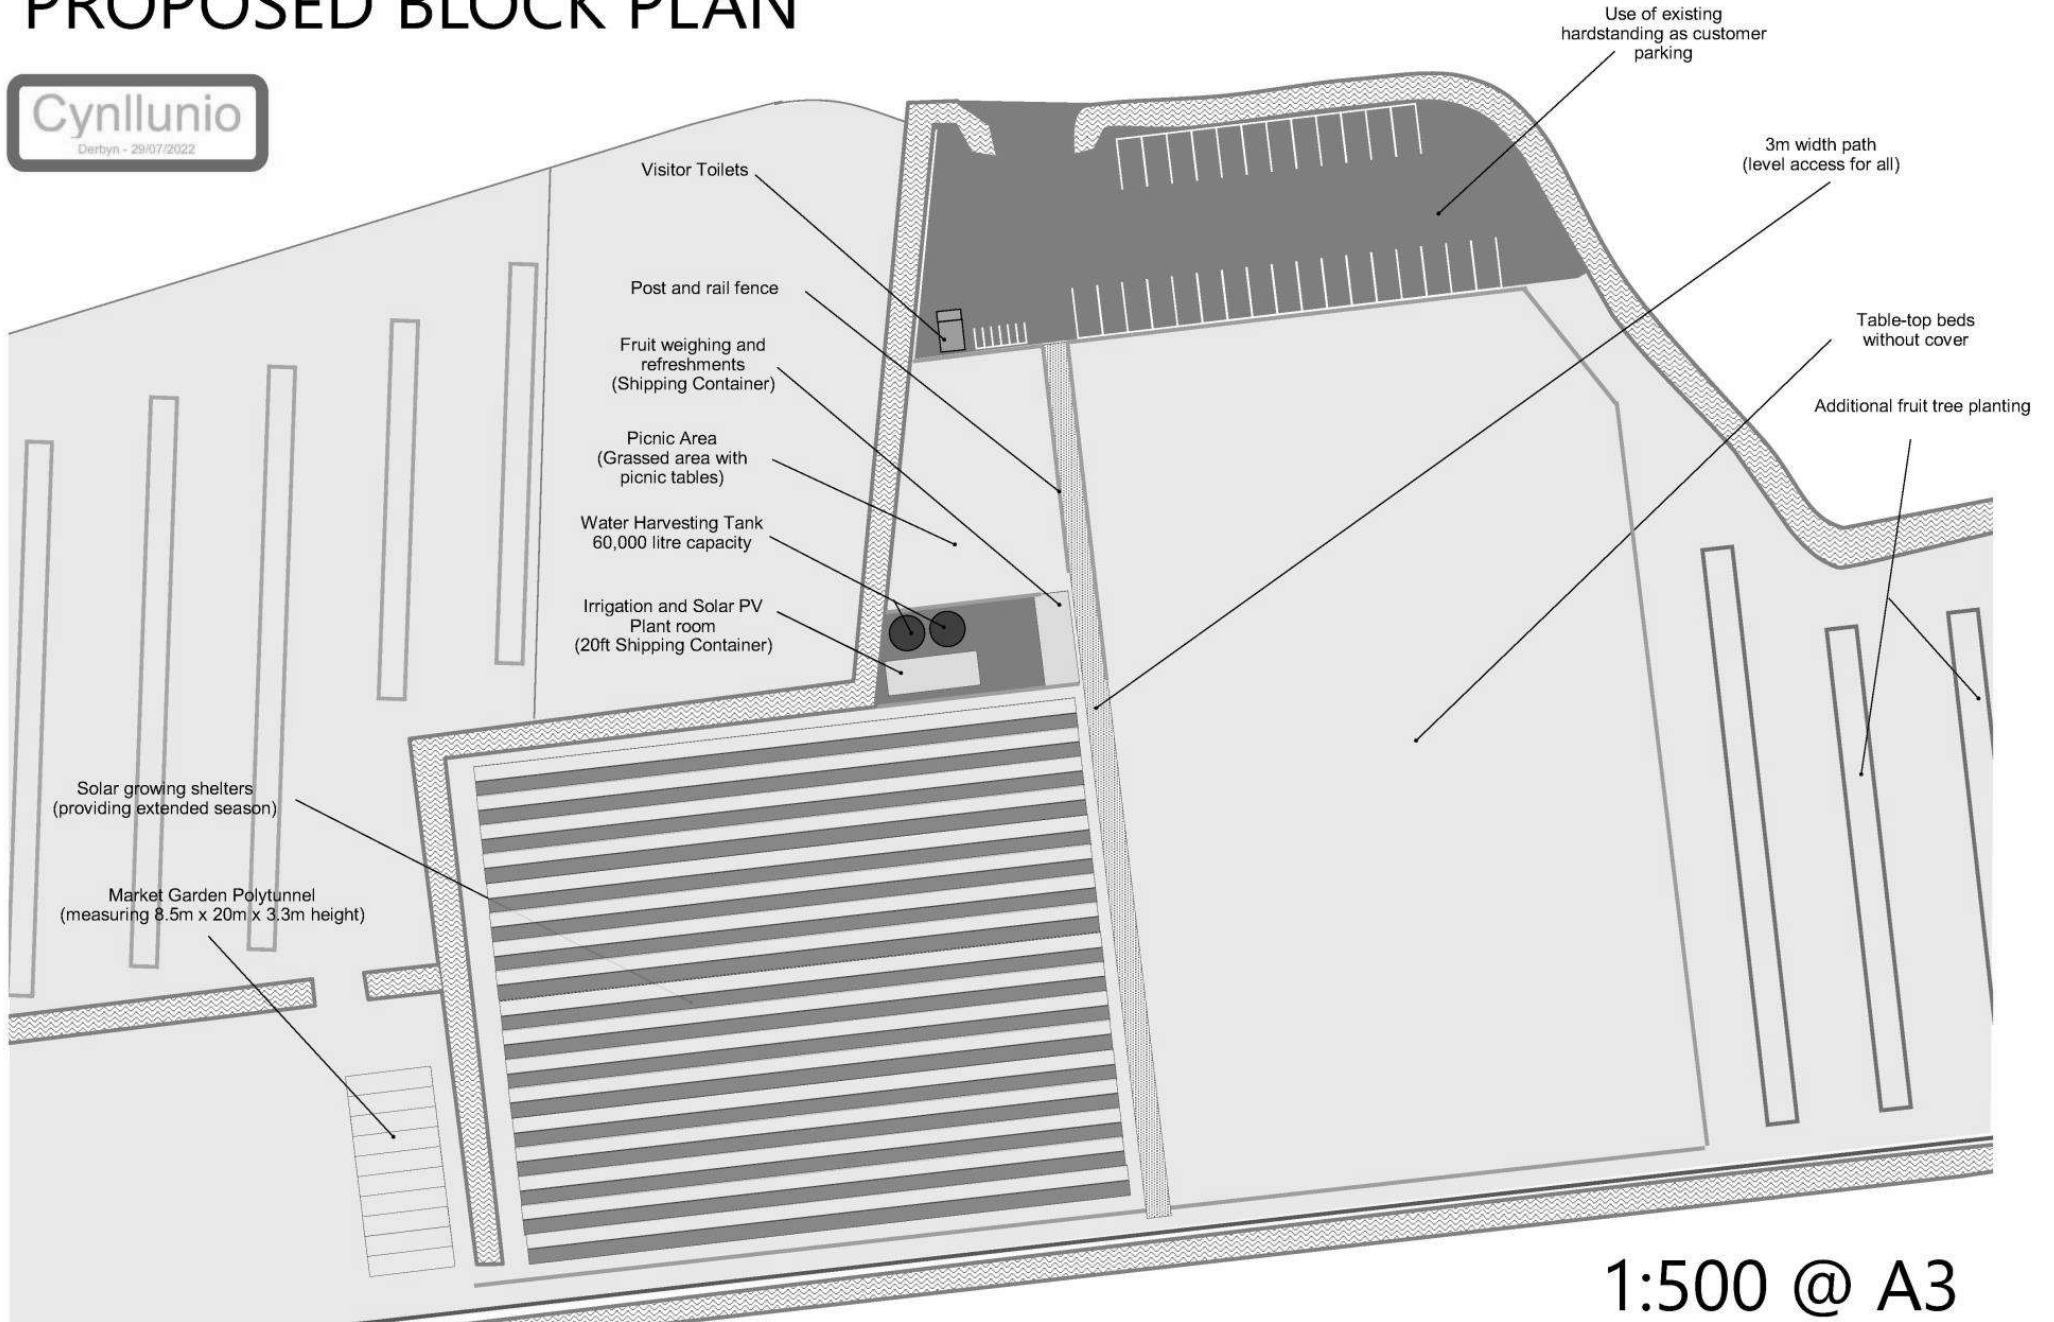 PROPOSED BLOCK PLAN
Cynllunio
Derbyn - 29/07/2022
Use of existing
hardstanding as customer
parking
3m width path
(level access for all)
Visitor Toilets
Post and rail fence
Fruit weighing and
refreshments
(Shipping Container)
Table-top beds
without cover
Additional fruit tree planting
Picnic Area
(Grassed area with
picnic tables)
Water Harvesting Tank
60,000 litre capacity
Irrigation and Solar PV
Plant room
(20ft Shipping Container)
Solar growing shelters
(providing extended season)
Market Garden Polytunnel
(measuring 8.5m x 20m x 3.3m height)
1:500 @ A3